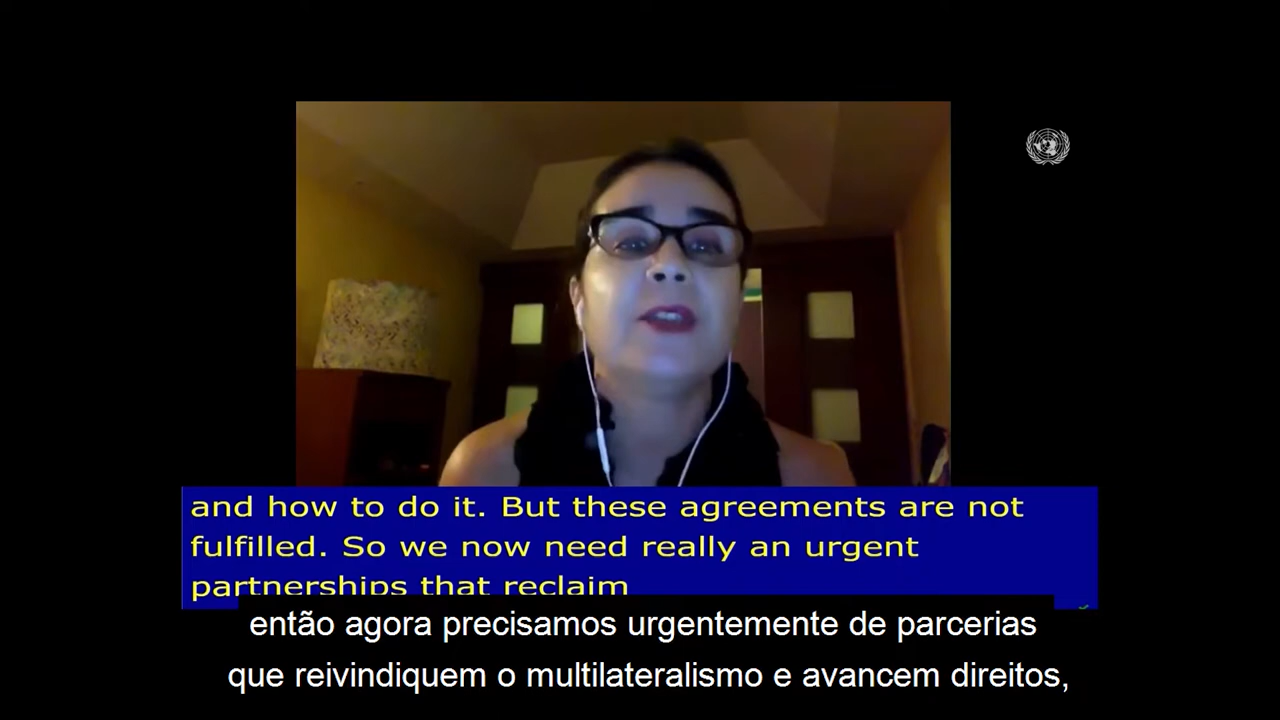 and how to do it. But these agreements are not
fulfilled. So we now need really an urgent
partnerships that reclaim
então agora precisamos urgentemente de parcerias
que reivindiquem o multilateralismo e avancem direitos,